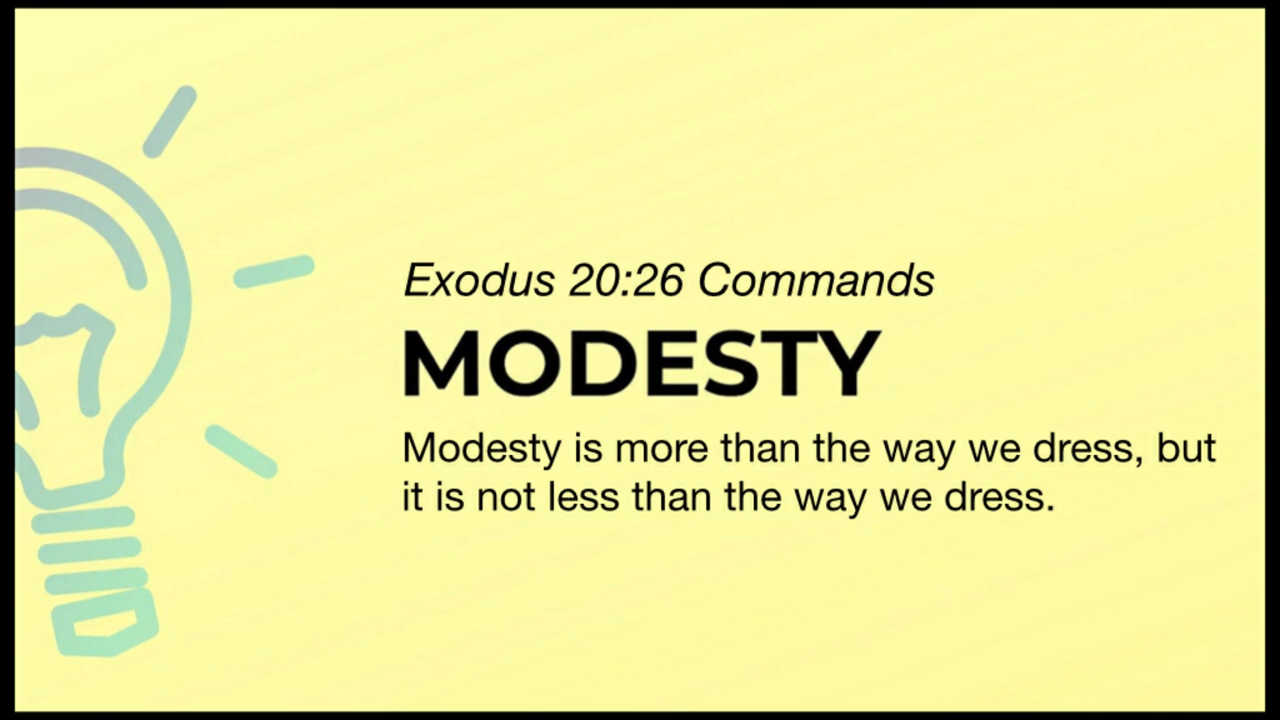 Exodus 20:26 Commands
MODESTY
Modesty is more than the way we dress, but
it is not less than the way we dress.